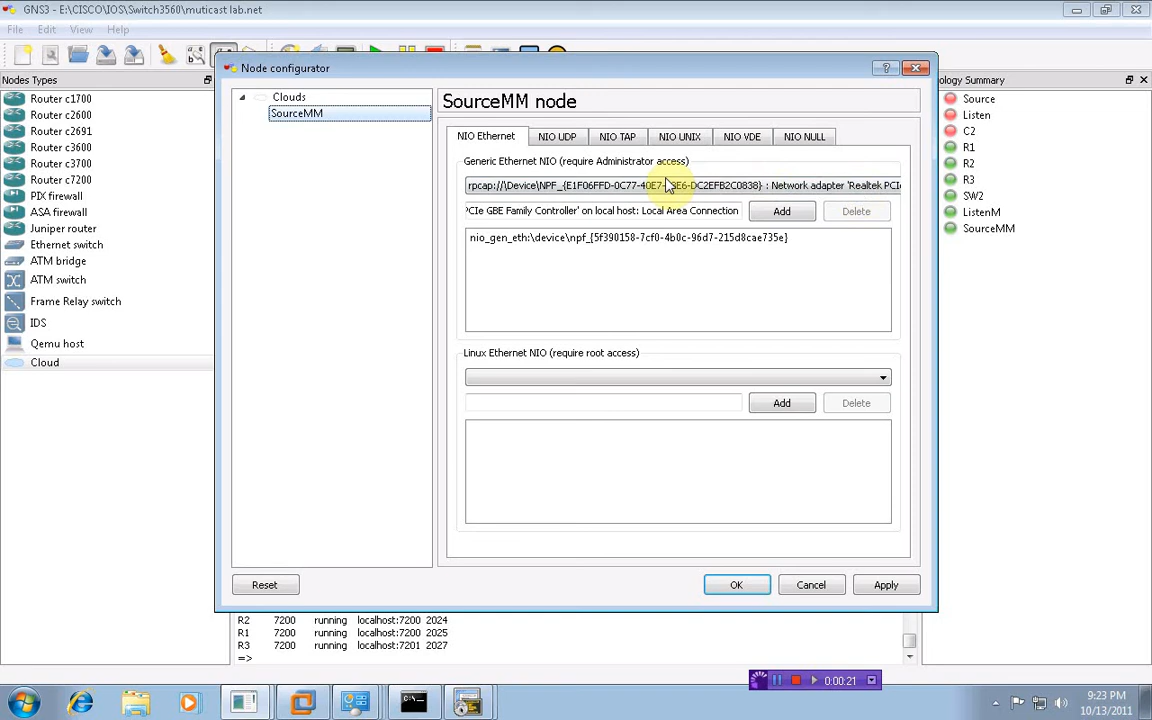 GNS3 - E:\CISCO\IOS\Switch3560\muticast lab.net
File Edit View Help
Nodes Types
Router c1700
Router c2600
Router c2691
Router c3600
Router c3700
Router c7200
PIX firewall
ASA firewall
Juniper router
Ethernet switch
ATM bridge
ATM switch
Frame Relay switch
IDS
Qemu host
Cloud
Node configurator
Clouds
SourceMM
Reset
SourceMM node
NIO Ethernet NIO UDP NIO TAP NIO UNIX NIO VDE NIO NULL
Generic Ethernet NIO (require Administrator access)
rpcap://\Device\NPF_{E1F06FFD-0C77-40E7- 8E6-DC2EFB2C0838} : Network adapter 'Realtek PCIe
PCIe GBE Family Controller' on local host: Local Area Connection Add Delete
nio_gen_eth:\device\npf_{5f390158-7cf0-4b0c-96d7-215d8cae735e}
Linux Ethernet NIO (require root access)
Add Delete
OK Cancel Apply
ology Summary
Source
Listen
C2
R1
R2
R3
SW2
ListenM
SourceMM
R2 7200 running localhost:7200 2024
R1 7200 running localhost:7200 2025
R3 7200 running localhost:7201 2027
=>
0:00:21
9:23 PM
10/13/2011